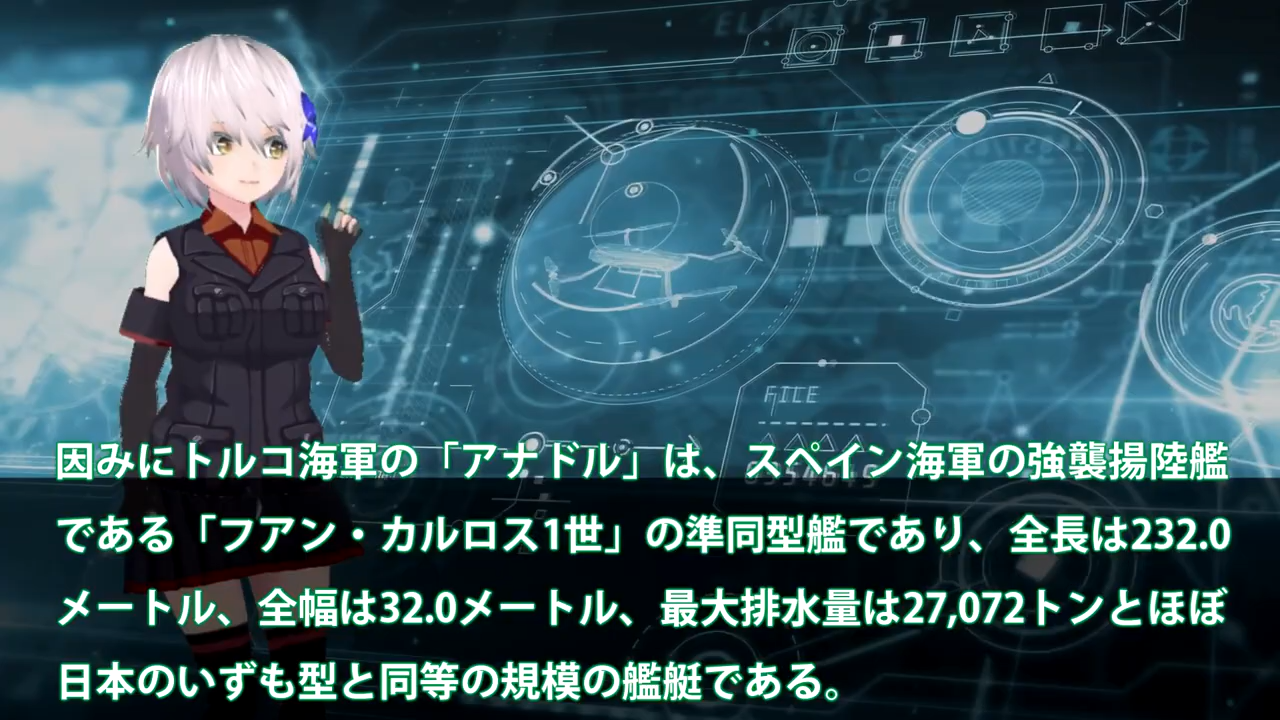 ELEMENTS
FILE
因みにトルコ海軍の「アナドル」は、スペイン海軍の強襲揚陸艦
である「フアン・カルロス1世」の準同型艦であり、全長は232.0
メートル、全幅は32.0メートル、最大排水量は27,072トンとほぼ
日本のいずも型と同等の規模の艦艇である。